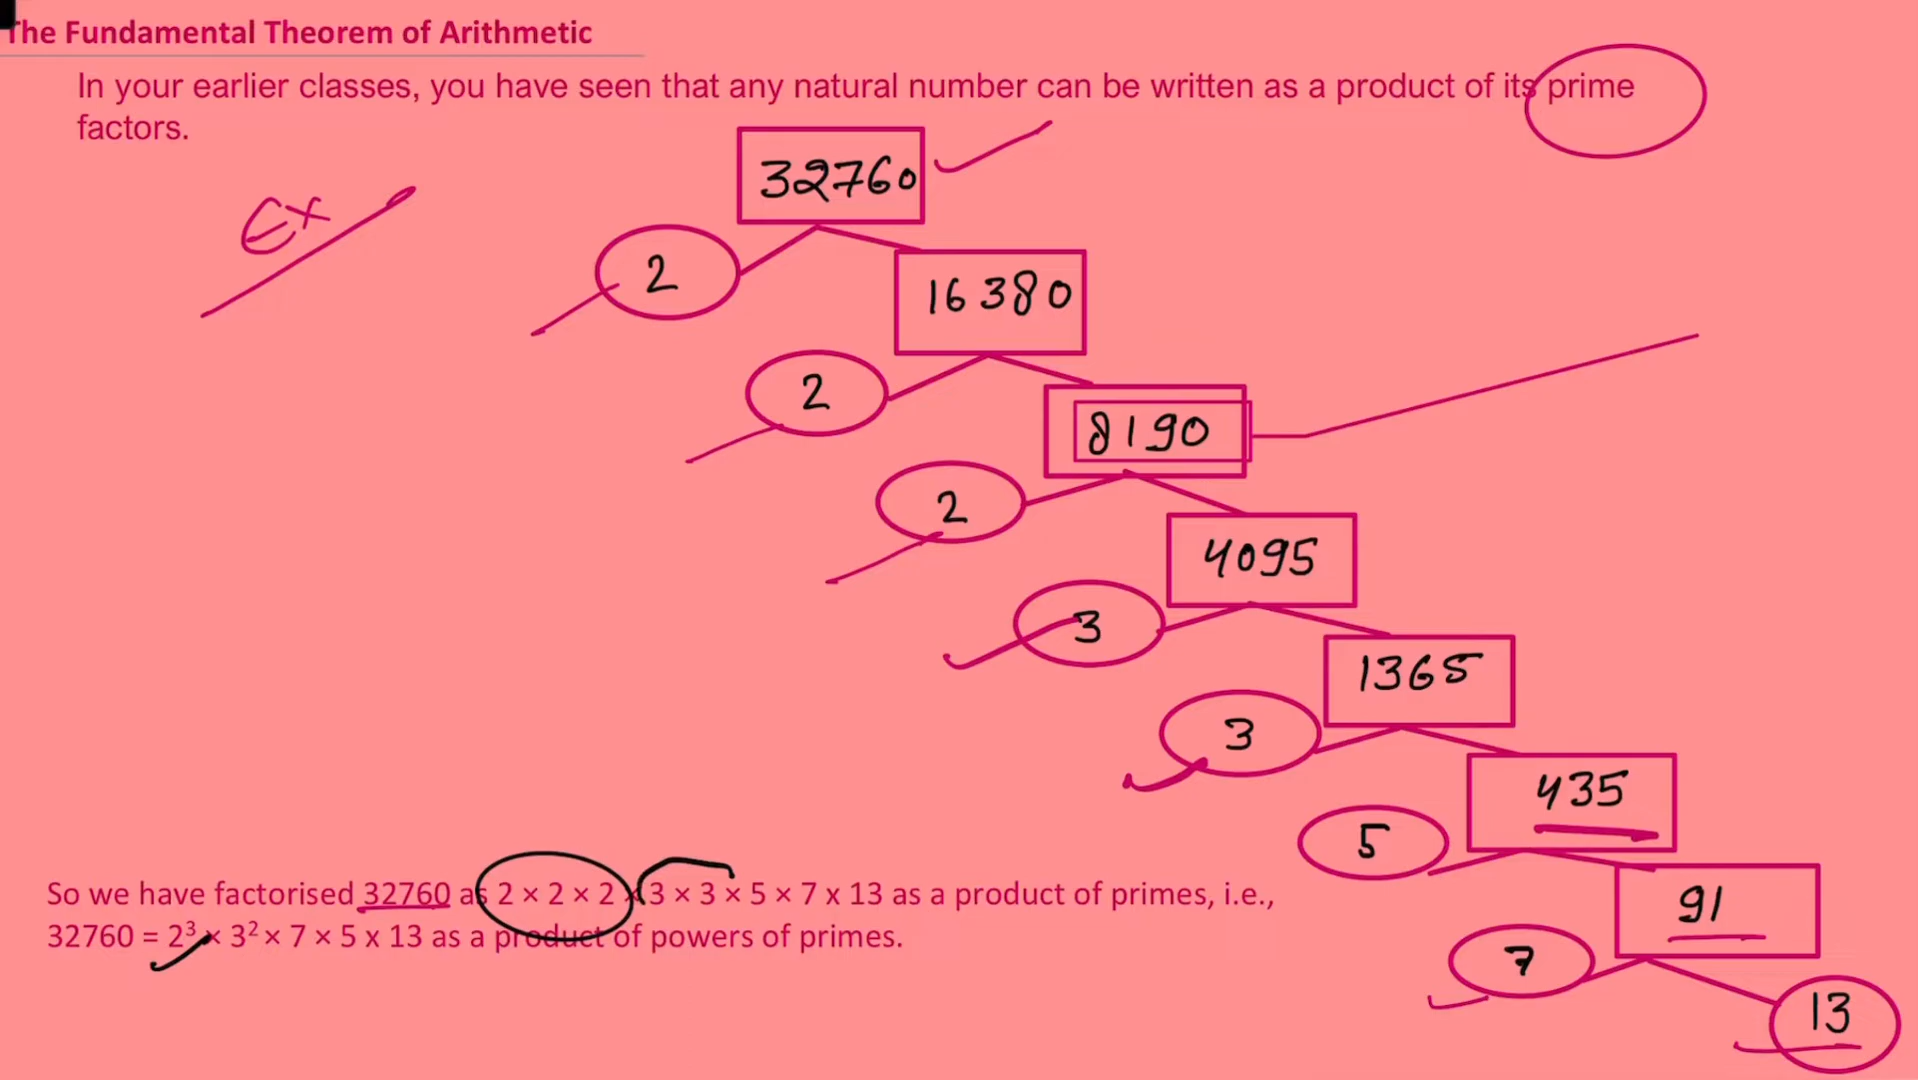 The Fundamental Theorem of Arithmetic
In your earlier classes, you have seen that any natural number can be written as a product of its prime
factors.
32760
Ex
2
16380
2
8190
2
4095
3
1365
3
435
5
91
7
13
So we have factorised 32760 as 2 × 2 × 2 × 3 × 3 × 5 × 7 x 13 as a product of primes, i.e.,
32760 = 2³ × 3² × 7 × 5 x 13 as a product of powers of primes.